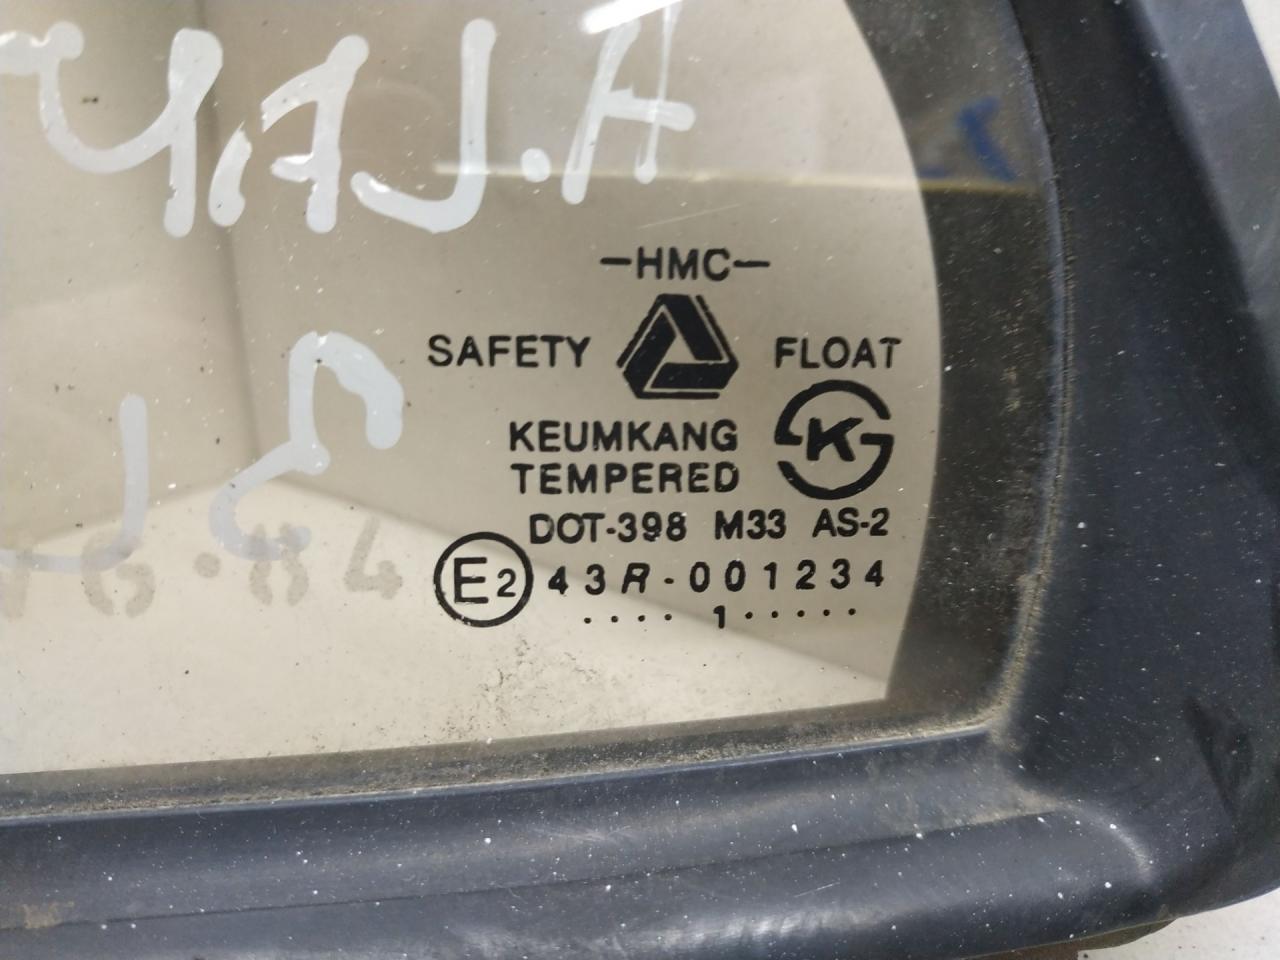 -HMC-
SAFETY FLOAT
KEUMKANG
TEMPERED
DOT-398 M33 AS-2
E2 43R-001234
.... 1.....